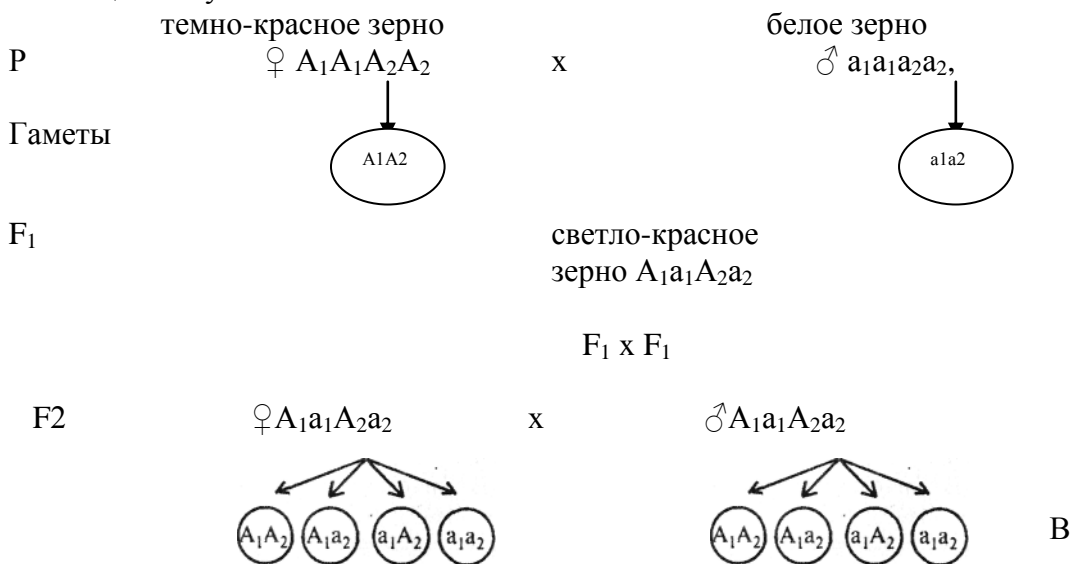 темно-красное зерно белое зерно
P ♀ A₁A₁A₂A₂ x ♂ a₁a₁a₂a₂,
Гаметы
A1A2 a1a2
F₁ светло-красное
зерно A₁a₁A₂a₂
F₁ x F₁
F2 ♀A₁a₁A₂a₂ x ♂A₁a₁A₂a₂
A₁A₂ A₁a₂ a₁A₂ a₁a₂ A₁A₂ A₁a₂ a₁A₂ a₁a₂ В